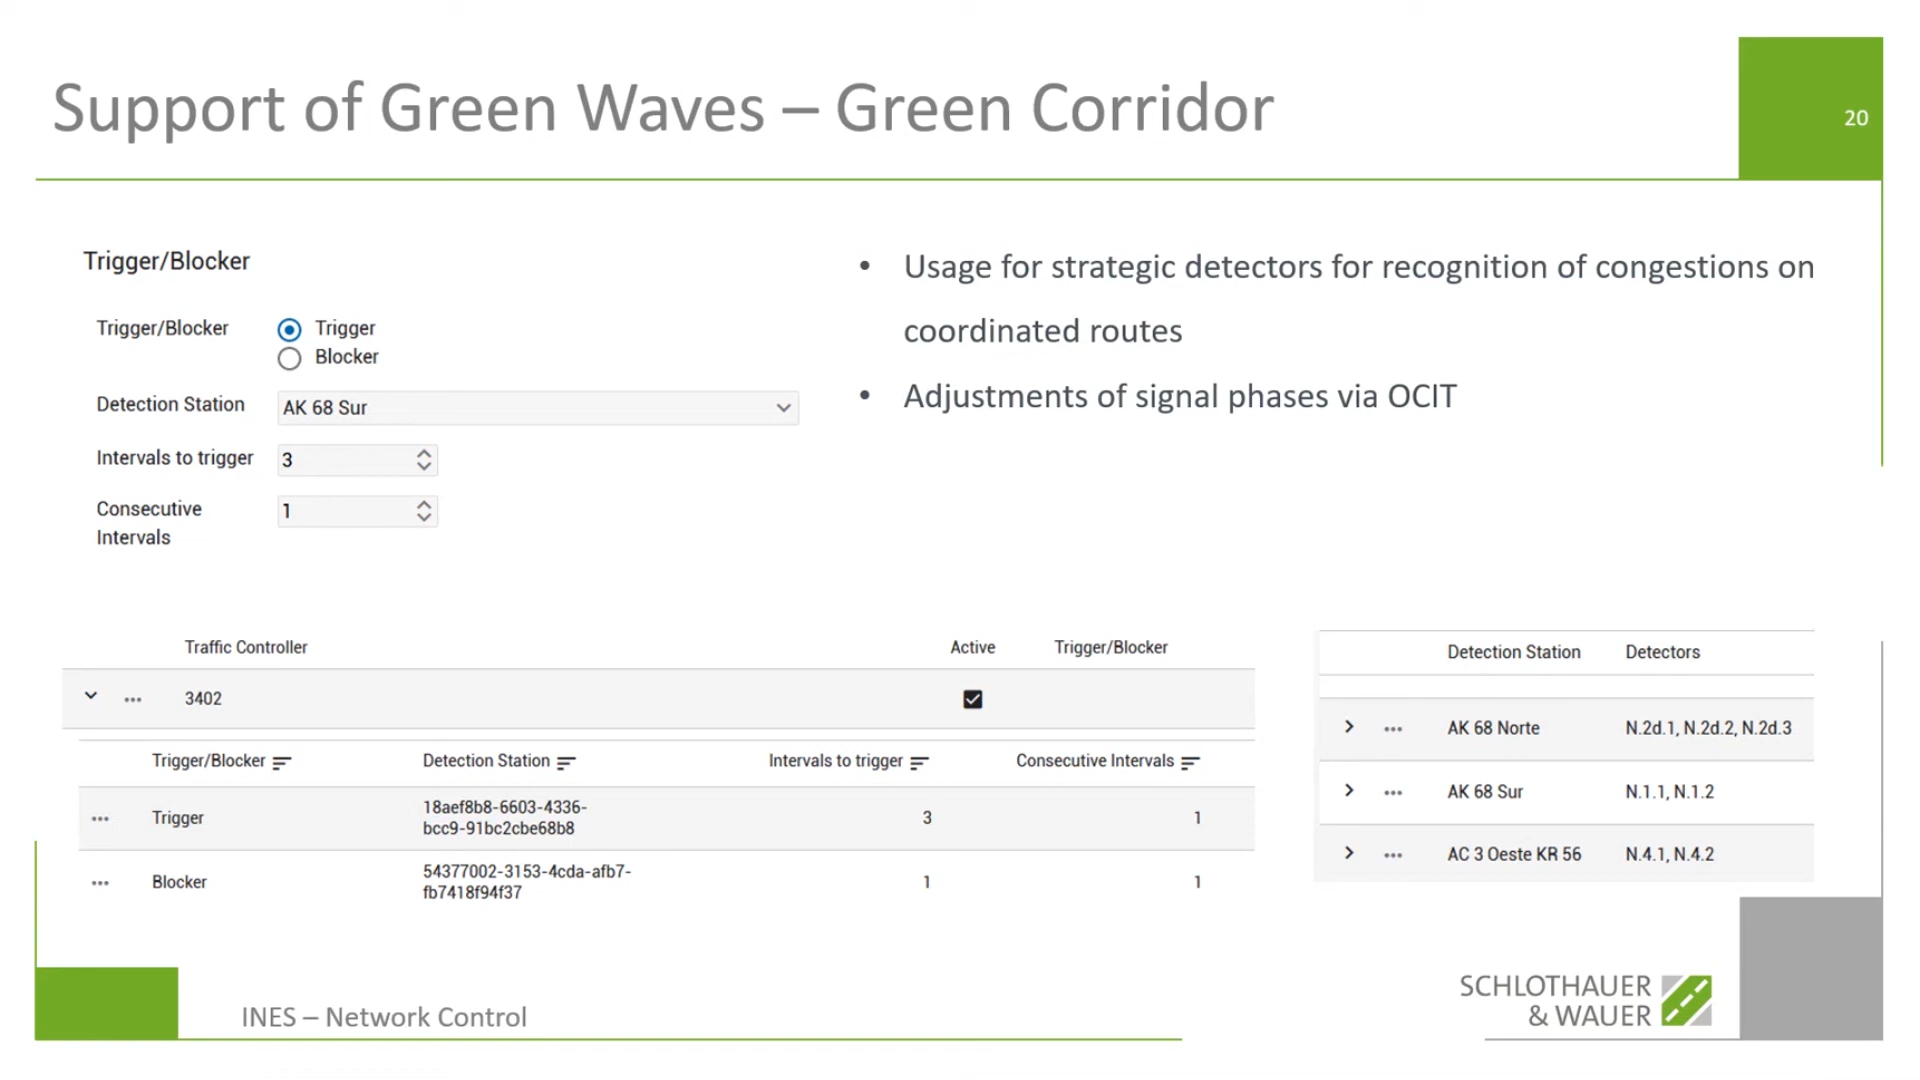 Support of Green Waves – Green Corridor
20
Trigger/Blocker
Trigger/Blocker
Trigger
Blocker
Detection Station
AK 68 Sur
Intervals to trigger
3
Consecutive
Intervals
1
• Usage for strategic detectors for recognition of congestions on
coordinated routes
• Adjustments of signal phases via OCIT
Traffic Controller Active Trigger/Blocker
3402
Trigger/Blocker Detection Station Intervals to trigger Consecutive Intervals
Trigger 18aef8b8-6603-4336-
bcc9-91bc2cbe68b8 3 1
Blocker 54377002-3153-4cda-afb7-
fb7418f94f37 1 1
Detection Station Detectors
AK 68 Norte N.2d.1, N.2d.2, N.2d.3
AK 68 Sur N.1.1, N.1.2
AC 3 Oeste KR 56 N.4.1, N.4.2
INES – Network Control
SCHLOTHAUER
& WAUER